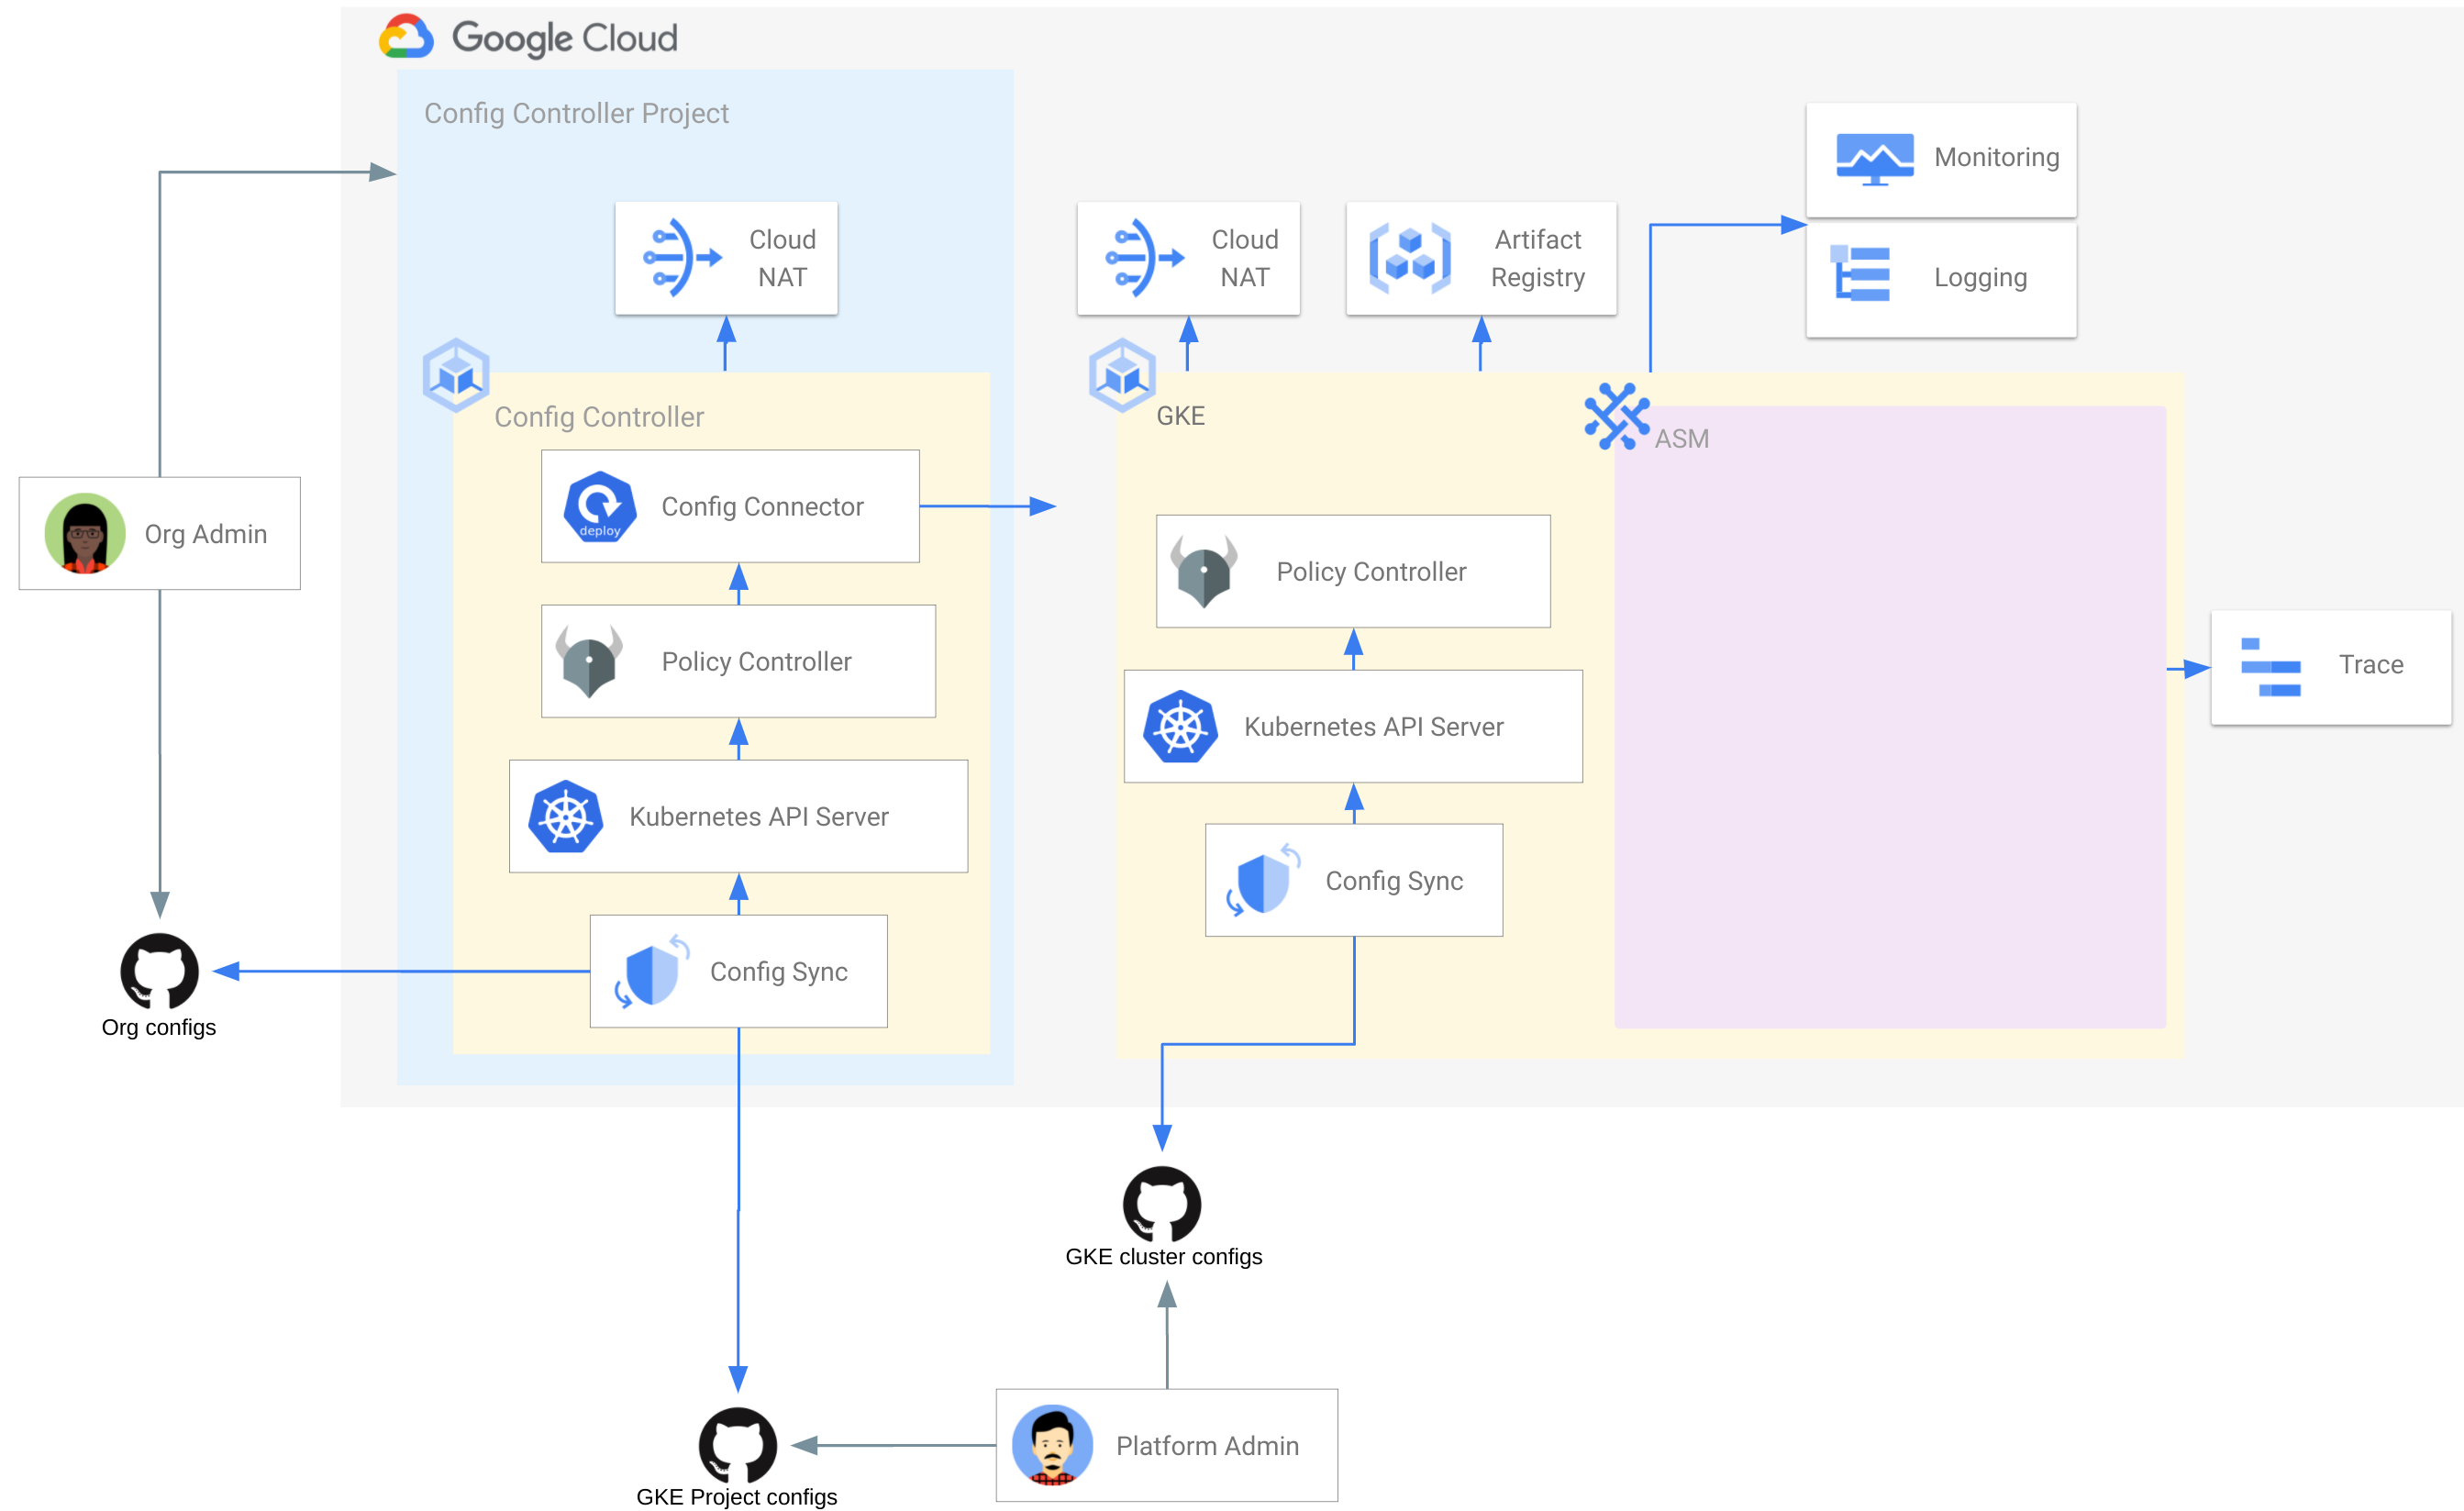 Google Cloud
Config Controller Project
Cloud
NAT
Cloud
NAT
Artifact
Registry
Monitoring
Logging
Config Controller
GKE
ASM
Config Connector
deploy
Org Admin
Policy Controller
Policy Controller
Trace
Kubernetes API Server
Kubernetes API Server
Config Sync
Config Sync
Org configs
GKE cluster configs
Platform Admin
GKE Project configs